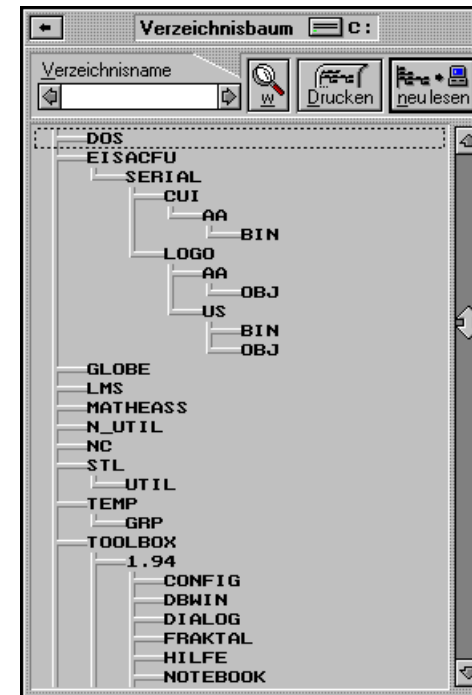 Verzeichnisbaum C:
Verzeichnisname
w
Drucken
neu lesen
DOS
EISACFU
SERIAL
CUI
AA
BIN
LOGO
AA
OBJ
US
BIN
OBJ
GLOBE
LMS
MATHEASS
N_UTIL
NC
STL
UTIL
TEMP
GRP
TOOLBOX
1.94
CONFIG
DBWIN
DIALOG
FRAKTAL
HILFE
NOTEBOOK